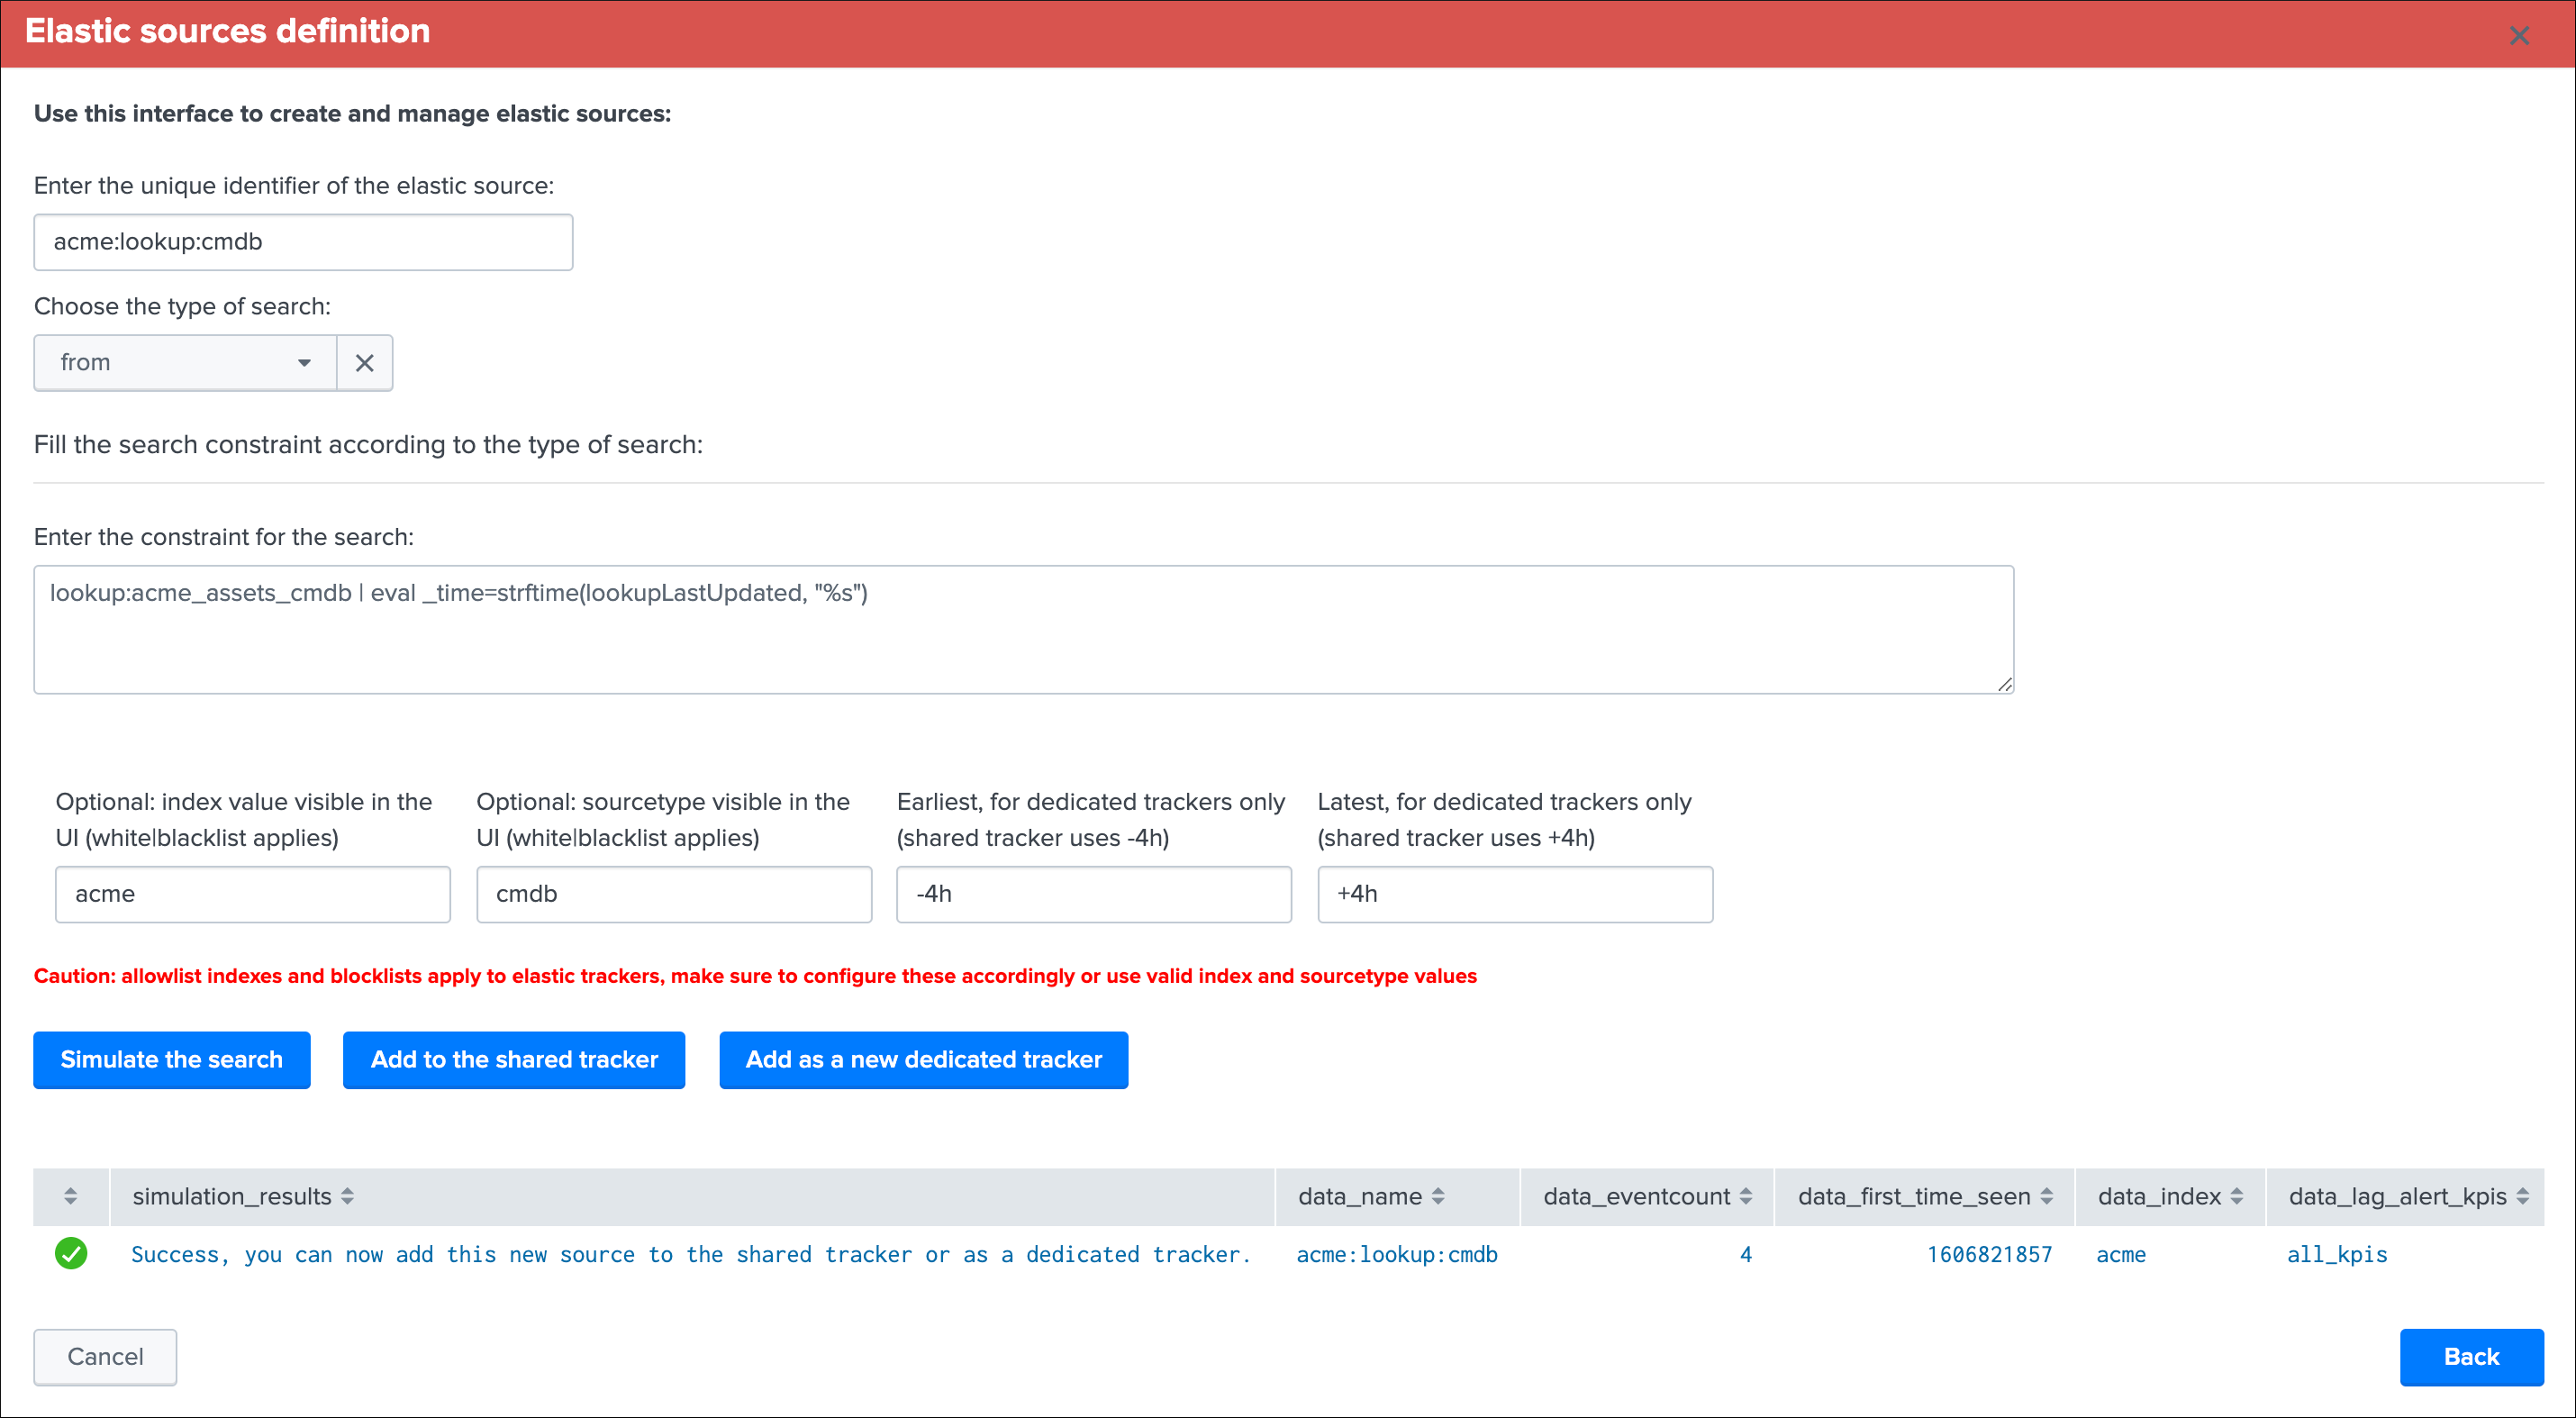 Elastic sources definition
Use this interface to create and manage elastic sources:
Enter the unique identifier of the elastic source:
acme:lookup:cmdb
Choose the type of search:
from
Fill the search constraint according to the type of search:
Enter the constraint for the search:
lookup:acme_assets_cmdb | eval _time=strftime(lookupLastUpdated, "%s")
Optional: index value visible in the
UI (white|blacklist applies)
acme
Optional: sourcetype visible in the
UI (white|blacklist applies)
cmdb
Earliest, for dedicated trackers only
(shared tracker uses -4h)
-4h
Latest, for dedicated trackers only
(shared tracker uses +4h)
+4h
Caution: allowlist indexes and blocklists apply to elastic trackers, make sure to configure these accordingly or use valid index and sourcetype values
Simulate the search Add to the shared tracker Add as a new dedicated tracker
simulation_results data_name data_eventcount data_first_time_seen data_index data_lag_alert_kpis
Success, you can now add this new source to the shared tracker or as a dedicated tracker. acme:lookup:cmdb 4 1606821857 acme all_kpis
Cancel Back